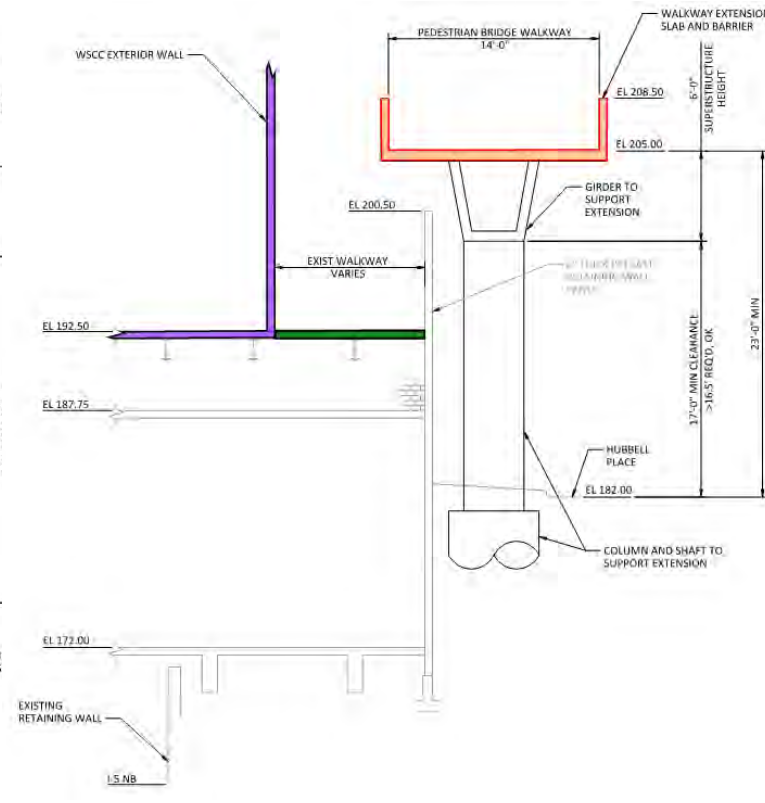 WALKWAY EXTENSION
SLAB AND BARRIER
PEDESTRIAN BRIDGE WALKWAY
14'-0"
WSCC EXTERIOR WALL
EL 208.50
6'-0"
SUPERSTRUCTURE
HEIGHT
EL 205.00
GIRDER TO
SUPPORT
EXTENSION
EL 200.50
EXIST WALKWAY
VARIES
EL 192.50
17'-0" MIN CLEARANCE
>16.5' REQ'D, OK
23'-0" MIN
EL 187.75
HUBBELL
PLACE
EL 182.00
COLUMN AND SHAFT TO
SUPPORT EXTENSION
EL 172.00
EXISTING
RETAINING WALL
I-5 NB